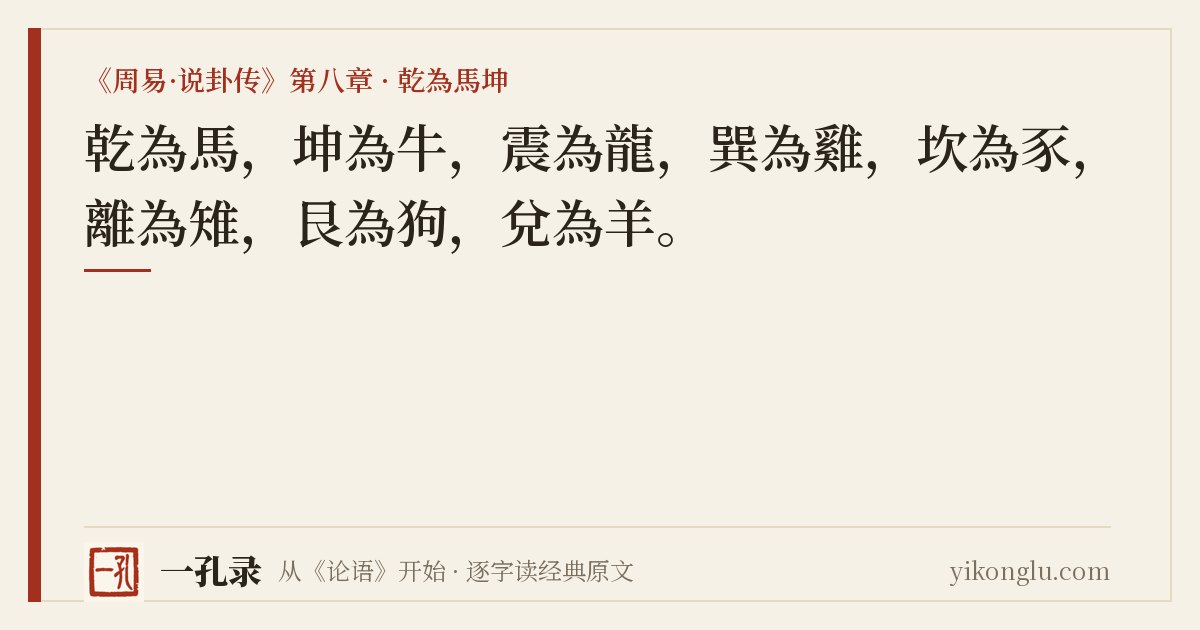 《周易·说卦传》第八章 · 乾為馬坤
乾為馬，坤為牛，震為龍，巽為雞，坎為豕，
離為雉，艮為狗，兌為羊。
一孔
一孔录 从《论语》开始 · 逐字读经典原文 yikonglu.com